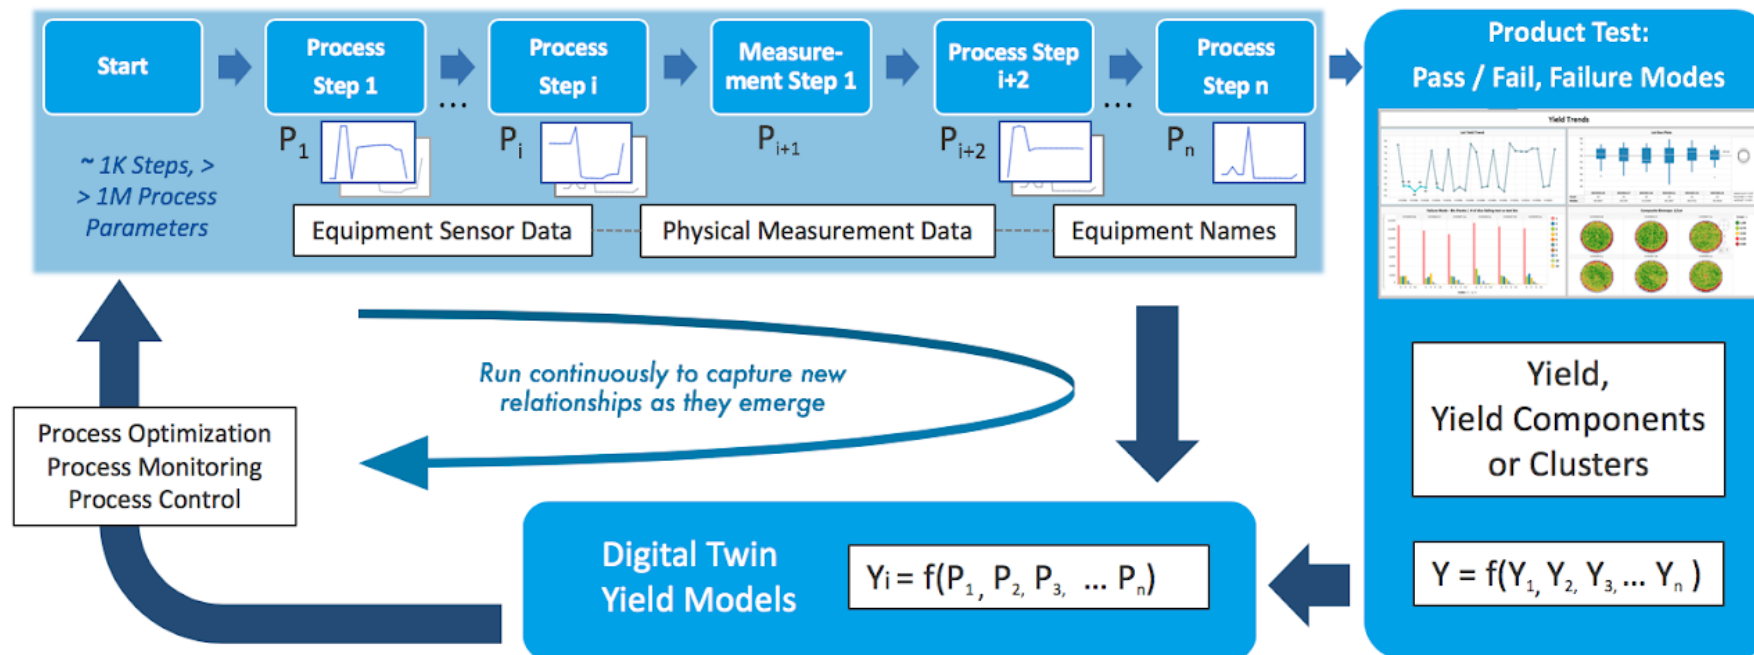 Start
Process
Step 1
...
Process
Step i
Measure-
ment Step 1
Process Step
i+2
...
Process
Step n
P1
Pi
Pi+1
Pi+2
Pn
~ 1K Steps, >
> 1M Process
Parameters
Equipment Sensor Data
Physical Measurement Data
Equipment Names
Product Test:
Pass / Fail, Failure Modes
Yield Trends
Yield,
Yield Components
or Clusters
Y = f(Y1, Y2, Y3, ... Yn )
Run continuously to capture new
relationships as they emerge
Process Optimization
Process Monitoring
Process Control
Digital Twin
Yield Models
Yi = f(P1, P2, P3, ... Pn)